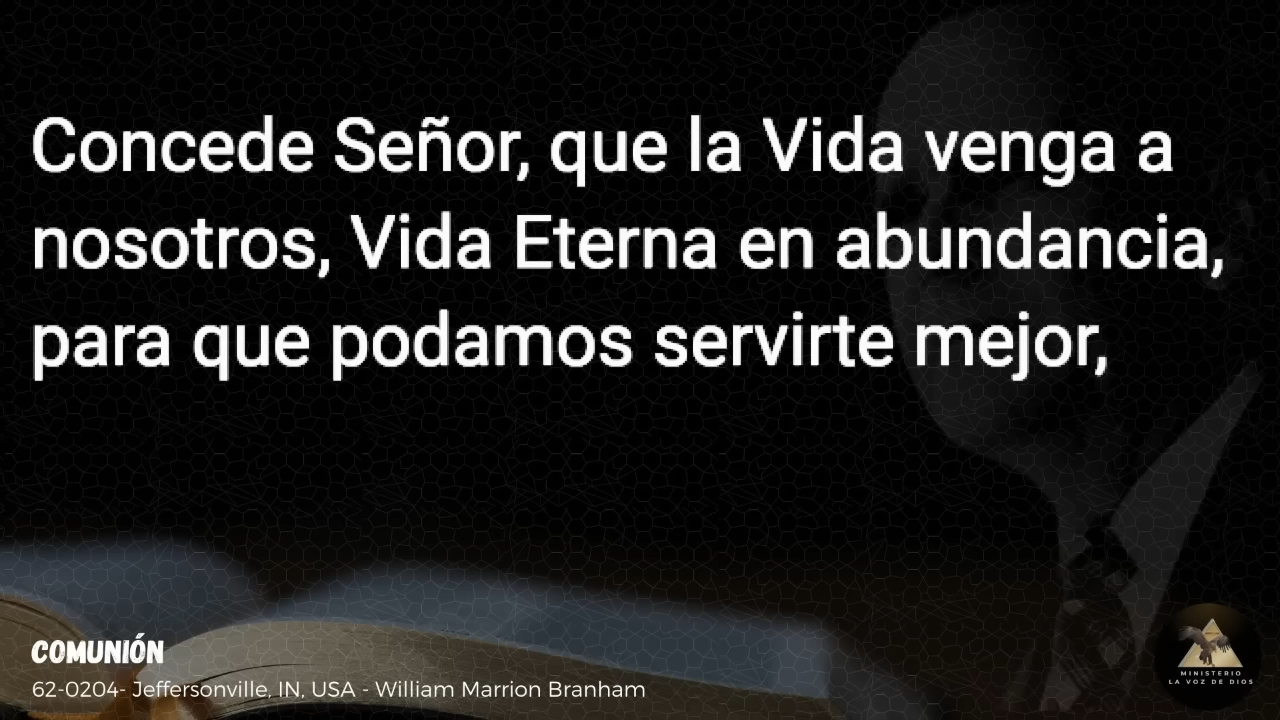 Concede Señor, que la Vida venga a
nosotros, Vida Eterna en abundancia,
para que podamos servirte mejor,
COMUNIÓN
62-0204- Jeffersonville, IN, USA - William Marrion Branham
MINISTERIO
LA VOZ DE DIOS